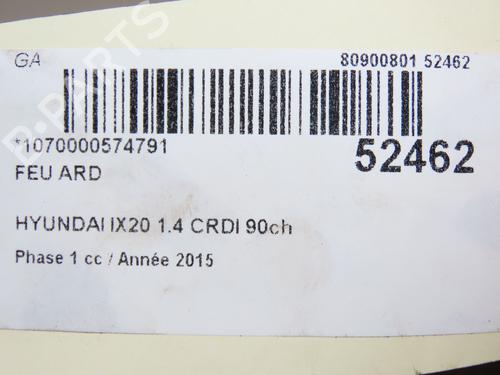 GA 80900801 52462
*1070000574791 52462
FEU ARD
HYUNDAI IX20 1.4 CRDI 90ch
Phase 1 cc / Année 2015
B-PARTS